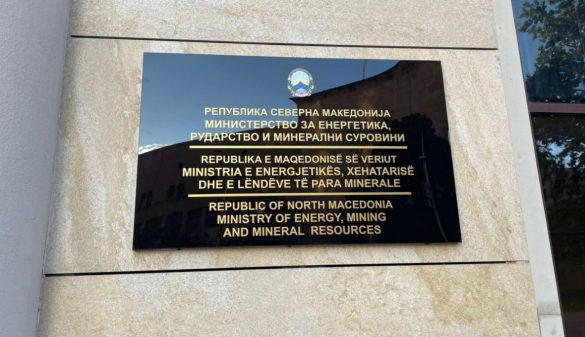 РЕПУБЛИКА СЕВЕРНА МАКЕДОНИЈА
МИНИСТЕРСТВО ЗА ЕНЕРГЕТИКА,
РУДАРСТВО И МИНЕРАЛНИ СУРОВИНИ
REPUBLIKA E MAQEDONISË SË VERIUT
MINISTRIA E ENERGJETIKËS, XEHATARISË
DHE E LËNDËVE TË PARA MINERALE
REPUBLIC OF NORTH MACEDONIA
MINISTRY OF ENERGY, MINING
AND MINERAL RESOURCES